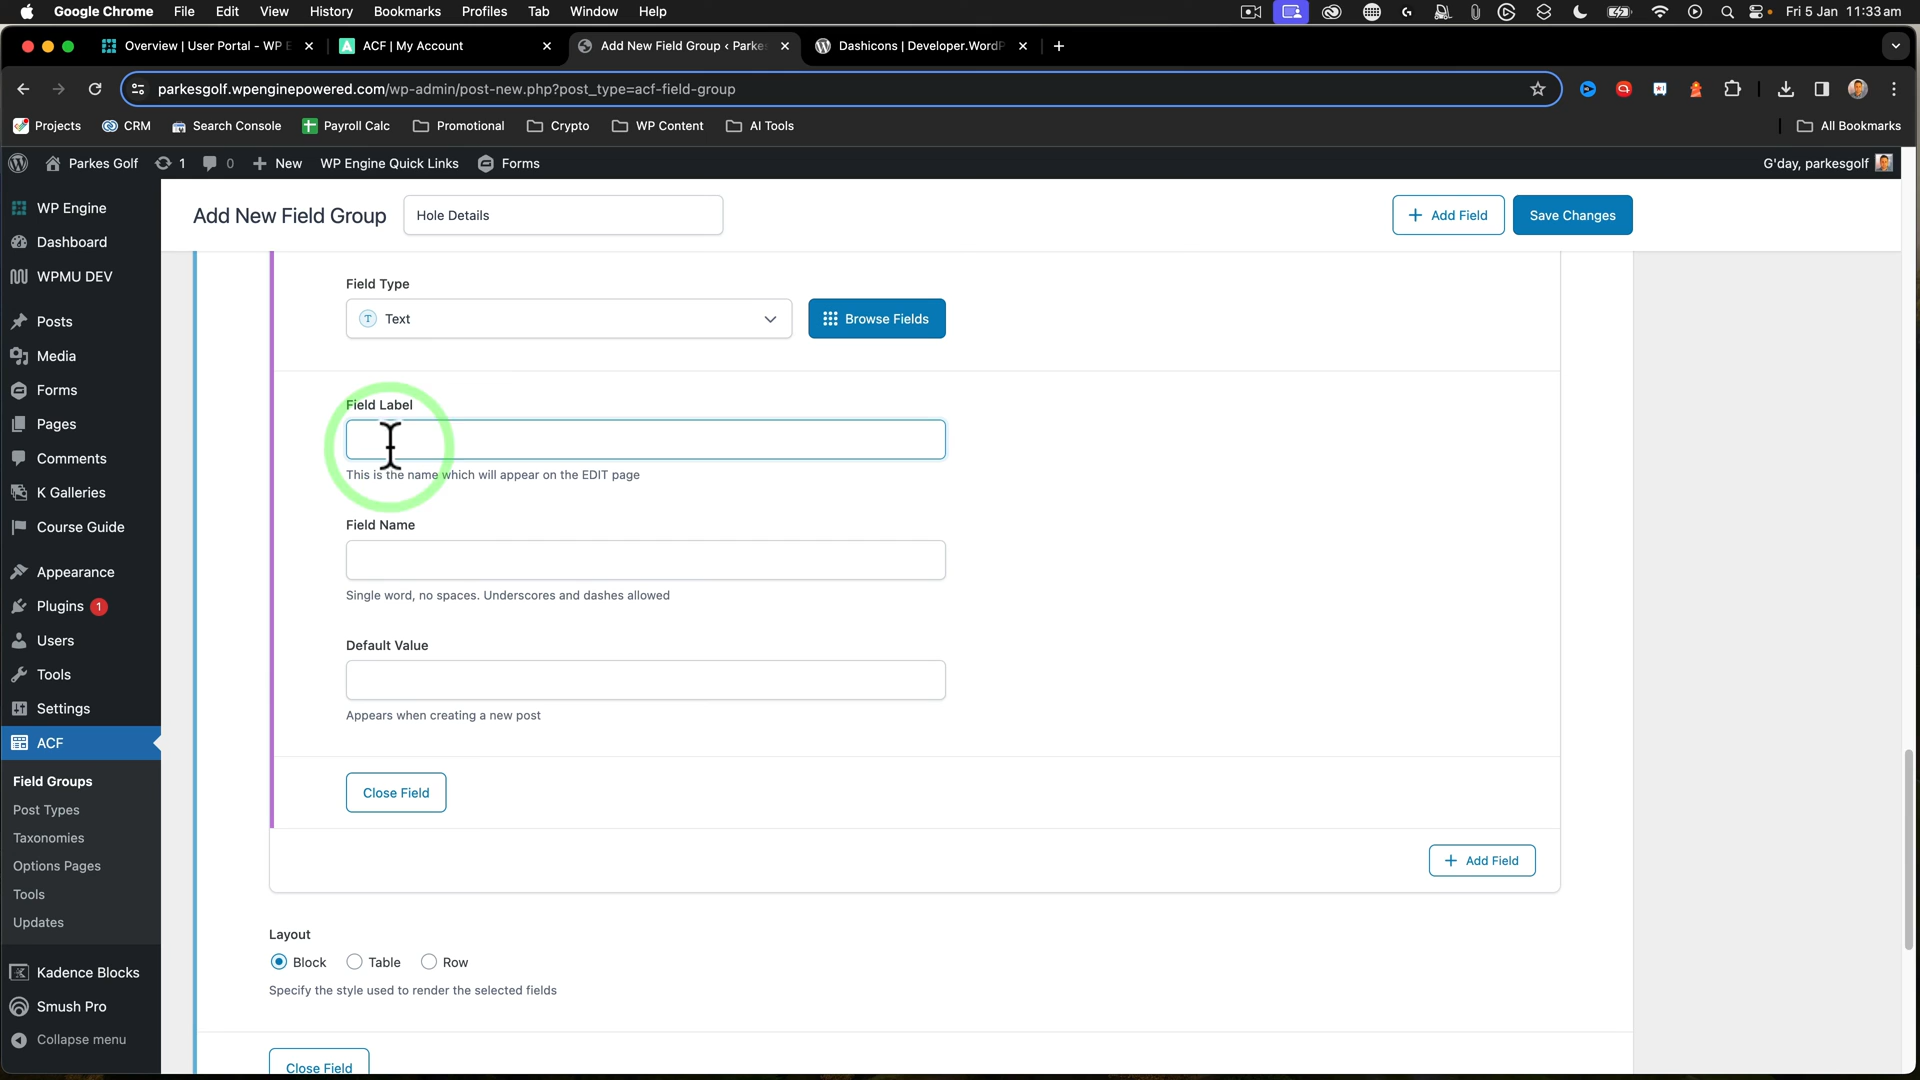 Google Chrome File Edit View History Bookmarks Profiles Tab Window Help Fri 5 Jan 11:33 am
Overview | User Portal - WP E ACF | My Account Add New Field Group ‹ Parke Dashicons | Developer.WordP
parkesgolf.wpenginepowered.com/wp-admin/post-new.php?post_type=acf-field-group
Projects CRM Search Console Payroll Calc Promotional Crypto WP Content AI Tools All Bookmarks
Parkes Golf 1 0 New WP Engine Quick Links Forms G'day, parkesgolf
WP Engine
Dashboard
WPMU DEV
Posts
Media
Forms
Pages
Comments
K Galleries
Course Guide
Appearance
Plugins 1
Users
Tools
Settings
ACF
Field Groups
Post Types
Taxonomies
Options Pages
Tools
Updates
Kadence Blocks
Smush Pro
Collapse menu
Add New Field Group Hole Details + Add Field Save Changes
Field Type
T Text Browse Fields
Field Label
This is the name which will appear on the EDIT page
Field Name
Single word, no spaces. Underscores and dashes allowed
Default Value
Appears when creating a new post
Close Field
+ Add Field
Layout
Block Table Row
Specify the style used to render the selected fields
Close Field